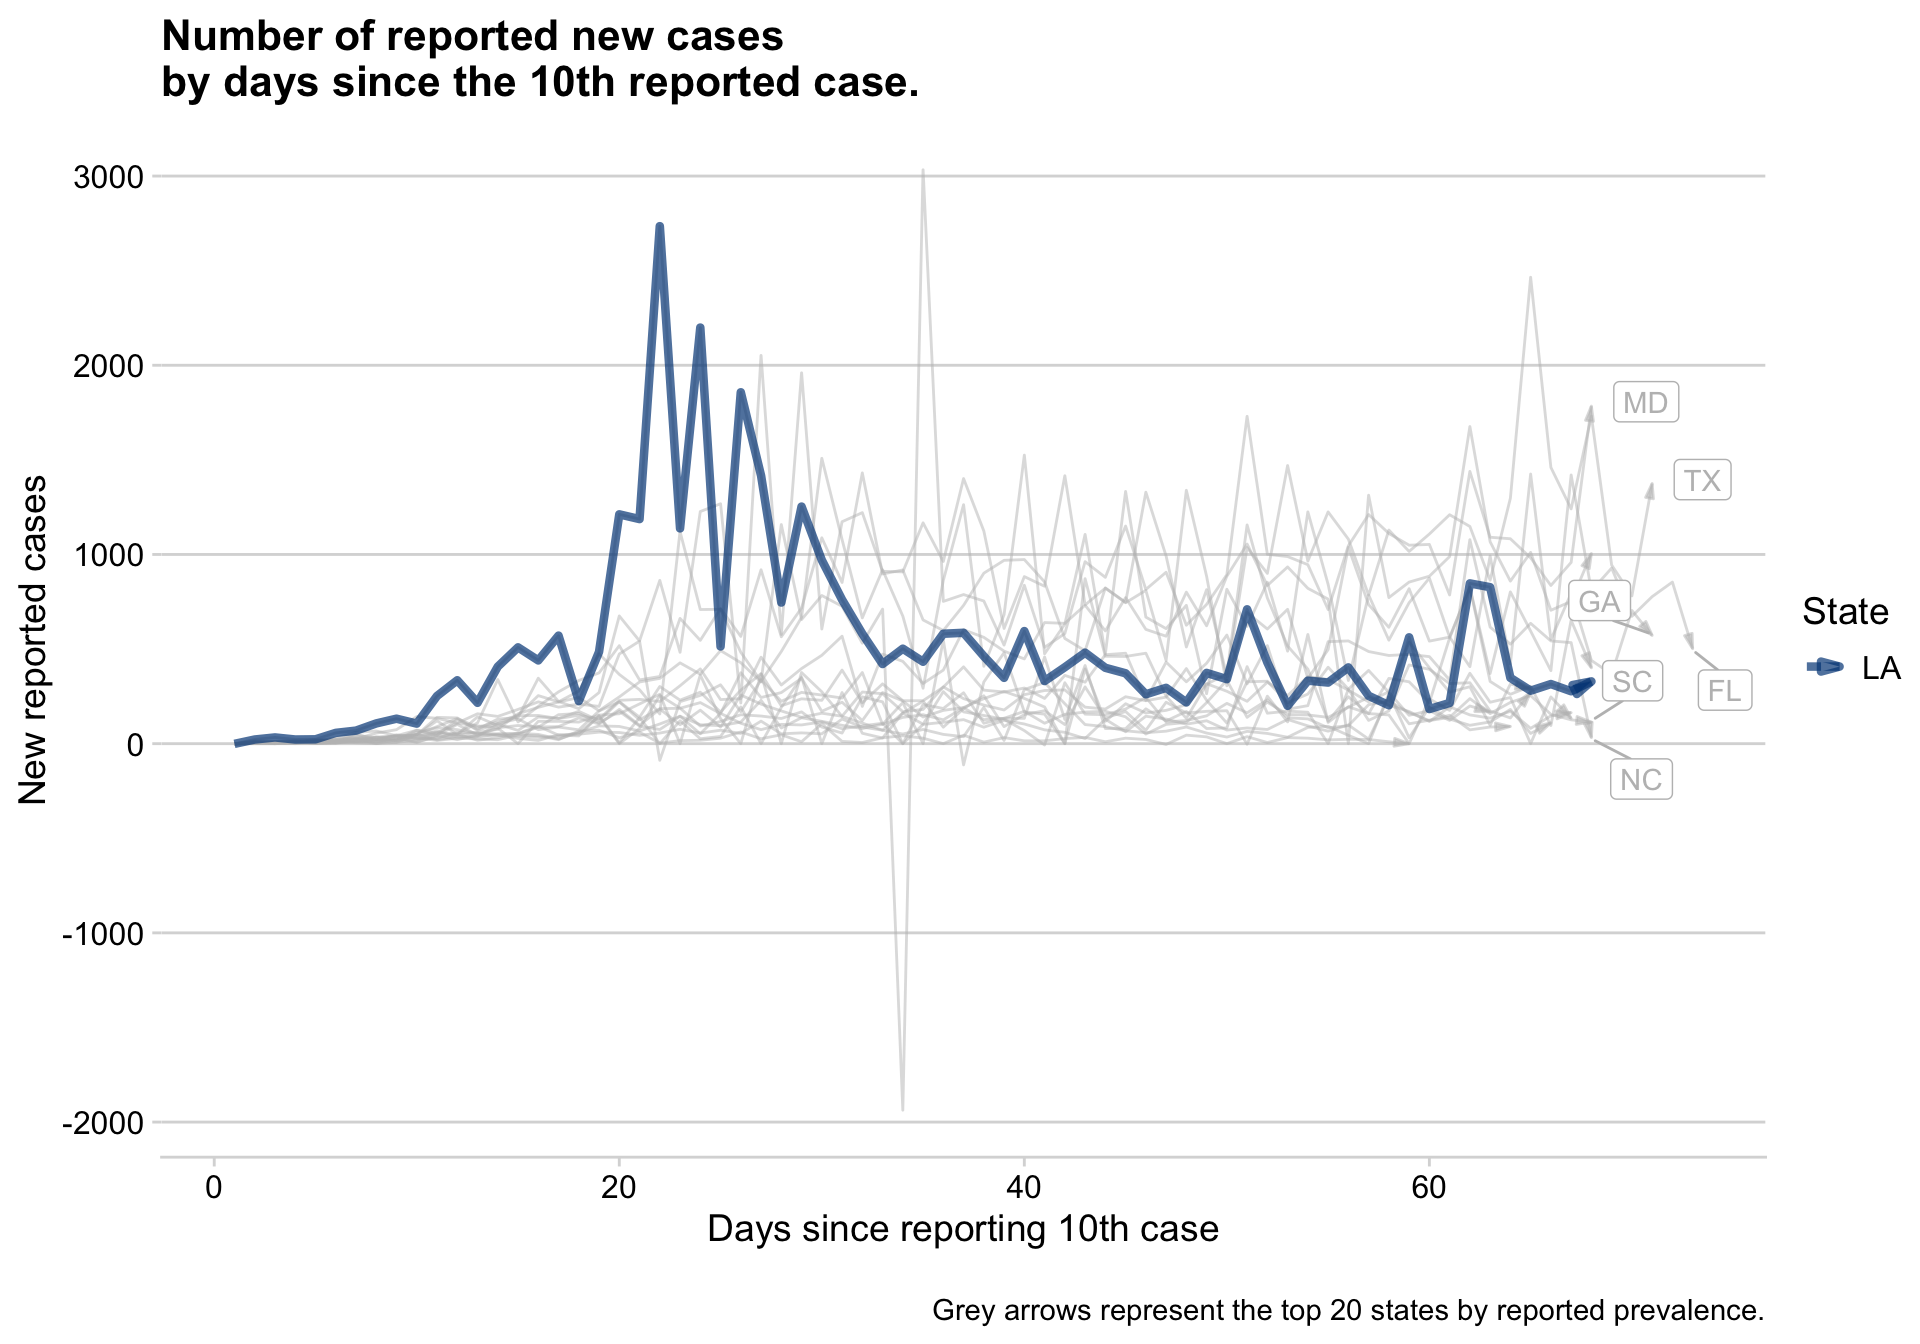 Number of reported new cases
by days since the 10th reported case.
New reported cases
3000
2000
1000
0
-1000
-2000
MD
TX
GA
SC
FL
NC
State
LA
0 20 40 60
Days since reporting 10th case
Grey arrows represent the top 20 states by reported prevalence.